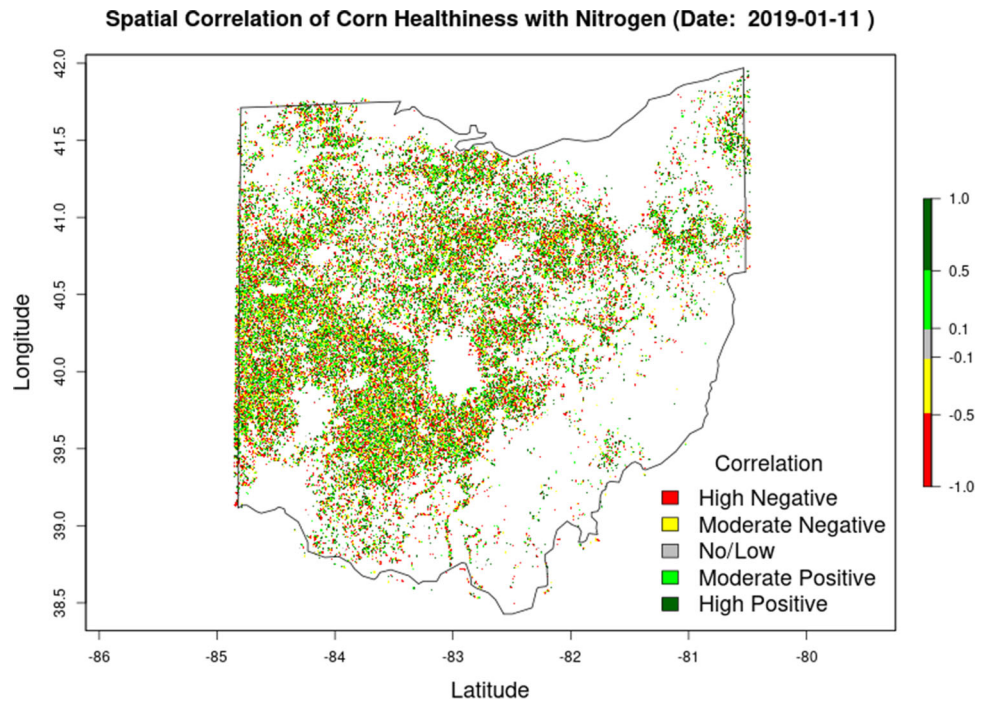 Spatial Correlation of Corn Healthiness with Nitrogen (Date:  2019-01-11 )
42.0
41.5
41.0
40.5
40.0
39.5
39.0
38.5
Longitude
-86
-85
-84
-83
-82
-81
-80
Latitude
Correlation
High Negative
Moderate Negative
No/Low
Moderate Positive
High Positive
1.0
0.5
0.1
-0.1
-0.5
-1.0